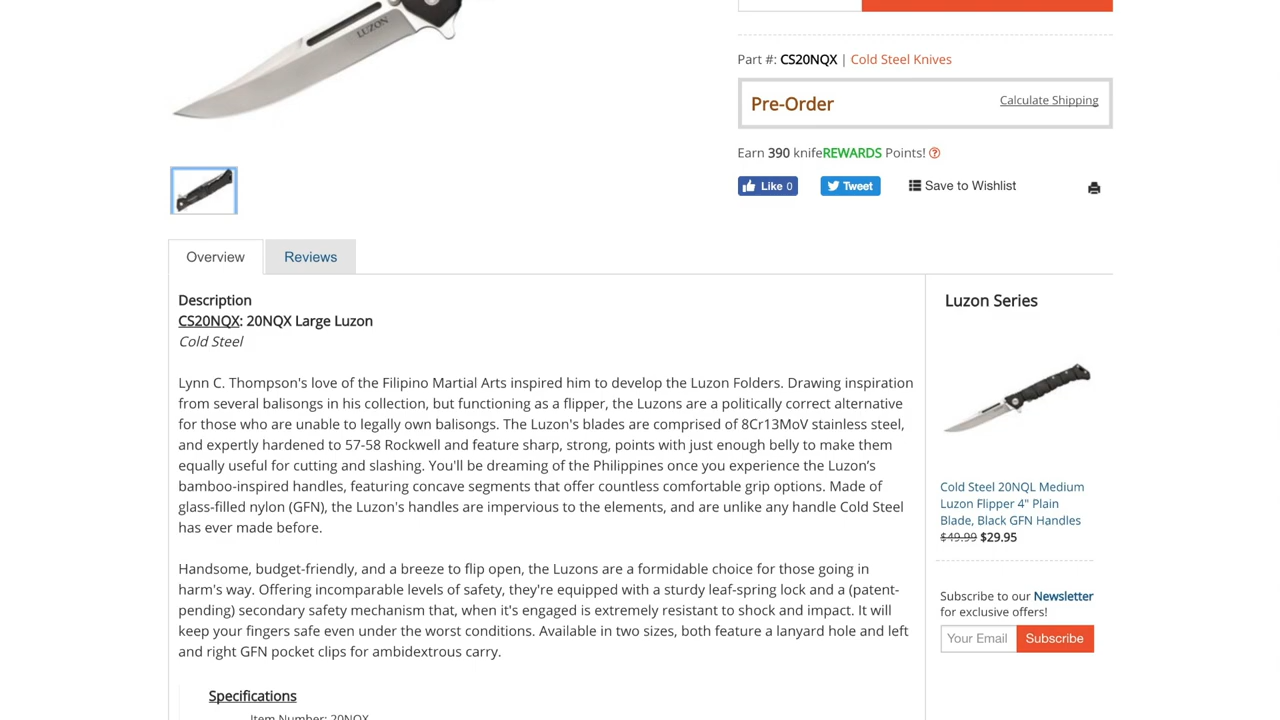 LUZON
Part #: CS20NQX | Cold Steel Knives
Pre-Order
Calculate Shipping
Earn 390 knifeREWARDS Points!
Like 0
Tweet
Save to Wishlist
Overview
Reviews
Description
CS20NQX: 20NQX Large Luzon
Cold Steel
Lynn C. Thompson's love of the Filipino Martial Arts inspired him to develop the Luzon Folders. Drawing inspiration
from several balisongs in his collection, but functioning as a flipper, the Luzons are a politically correct alternative
for those who are unable to legally own balisongs. The Luzon's blades are comprised of 8Cr13MoV stainless steel,
and expertly hardened to 57-58 Rockwell and feature sharp, strong, points with just enough belly to make them
equally useful for cutting and slashing. You'll be dreaming of the Philippines once you experience the Luzon’s
bamboo-inspired handles, featuring concave segments that offer countless comfortable grip options. Made of
glass-filled nylon (GFN), the Luzon's handles are impervious to the elements, and are unlike any handle Cold Steel
has ever made before.
Handsome, budget-friendly, and a breeze to flip open, the Luzons are a formidable choice for those going in
harm's way. Offering incomparable levels of safety, they're equipped with a sturdy leaf-spring lock and a (patent-
pending) secondary safety mechanism that, when it's engaged is extremely resistant to shock and impact. It will
keep your fingers safe even under the worst conditions. Available in two sizes, both feature a lanyard hole and left
and right GFN pocket clips for ambidextrous carry.
Specifications
Item Number: 20NQX
Luzon Series
Cold Steel 20NQL Medium
Luzon Flipper 4" Plain
Blade, Black GFN Handles
$49.99 $29.95
Subscribe to our Newsletter
for exclusive offers!
Your Email
Subscribe